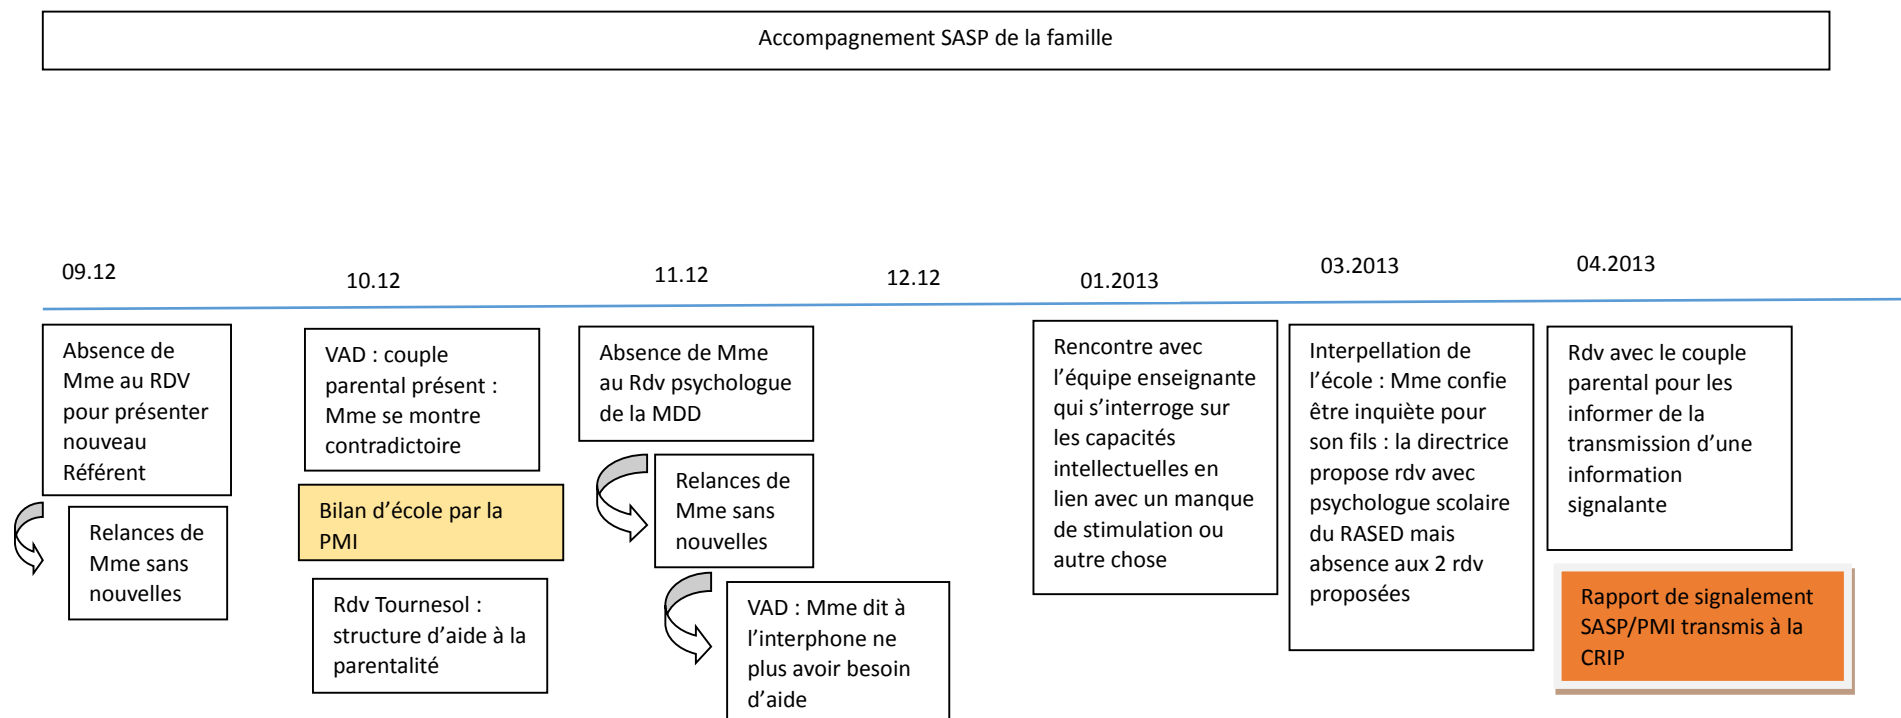 Accompagnement SASP de la famille
09.12
10.12
11.12
12.12
01.2013
03.2013
04.2013
Absence de
Mme au RDV
pour présenter
nouveau
Référent
Relances de
Mme sans
nouvelles
VAD : couple
parental présent :
Mme se montre
contradictoire
Bilan d’école par la
PMI
Rdv Tournesol :
structure d’aide à la
parentalité
Absence de Mme
au Rdv psychologue
de la MDD
Relances de
Mme sans
nouvelles
VAD : Mme dit à
l’interphone ne
plus avoir besoin
d’aide
Rencontre avec
l’équipe enseignante
qui s’interroge sur
les capacités
intellectuelles en
lien avec un manque
de stimulation ou
autre chose
Interpellation de
l’école : Mme confie
être inquiète pour
son fils : la directrice
propose rdv avec
psychologue scolaire
du RASED mais
absence aux 2 rdv
proposées
Rdv avec le couple
parental pour les
informer de la
transmission d’une
information
signalante
Rapport de signalement
SASP/PMI transmis à la
CRIP